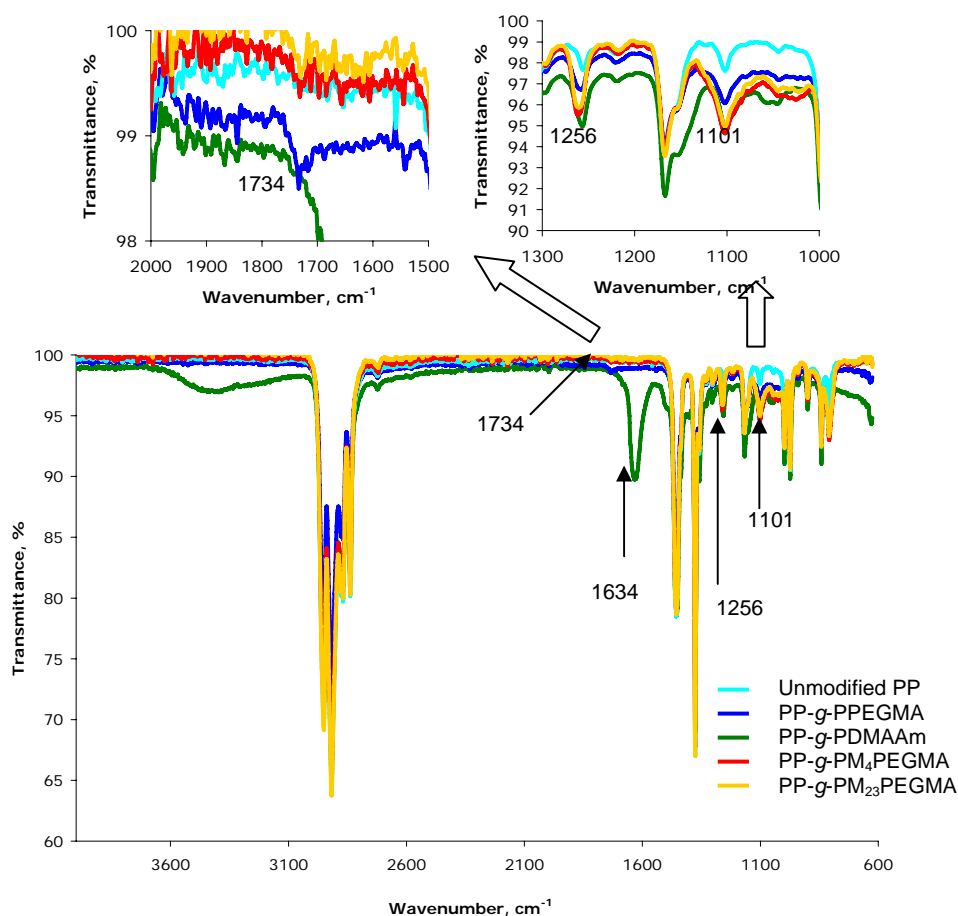 100
99
98
Transmittance, %
1734
2000 1900 1800 1700 1600 1500
Wavenumber, cm-1
100
99
98
97
96
95
94
93
92
91
90
Transmittance, %
1256
1101
1300 1200 1100 1000
Wavenumber, cm-1
100
95
90
85
80
75
70
65
60
Transmittance, %
1734
1634
1256
1101
Unmodified PP
PP-g-PPEGMA
PP-g-PDMAAm
PP-g-PM4PEGMA
PP-g-PM23PEGMA
3600 3100 2600 2100 1600 1100 600
Wavenumber, cm-1